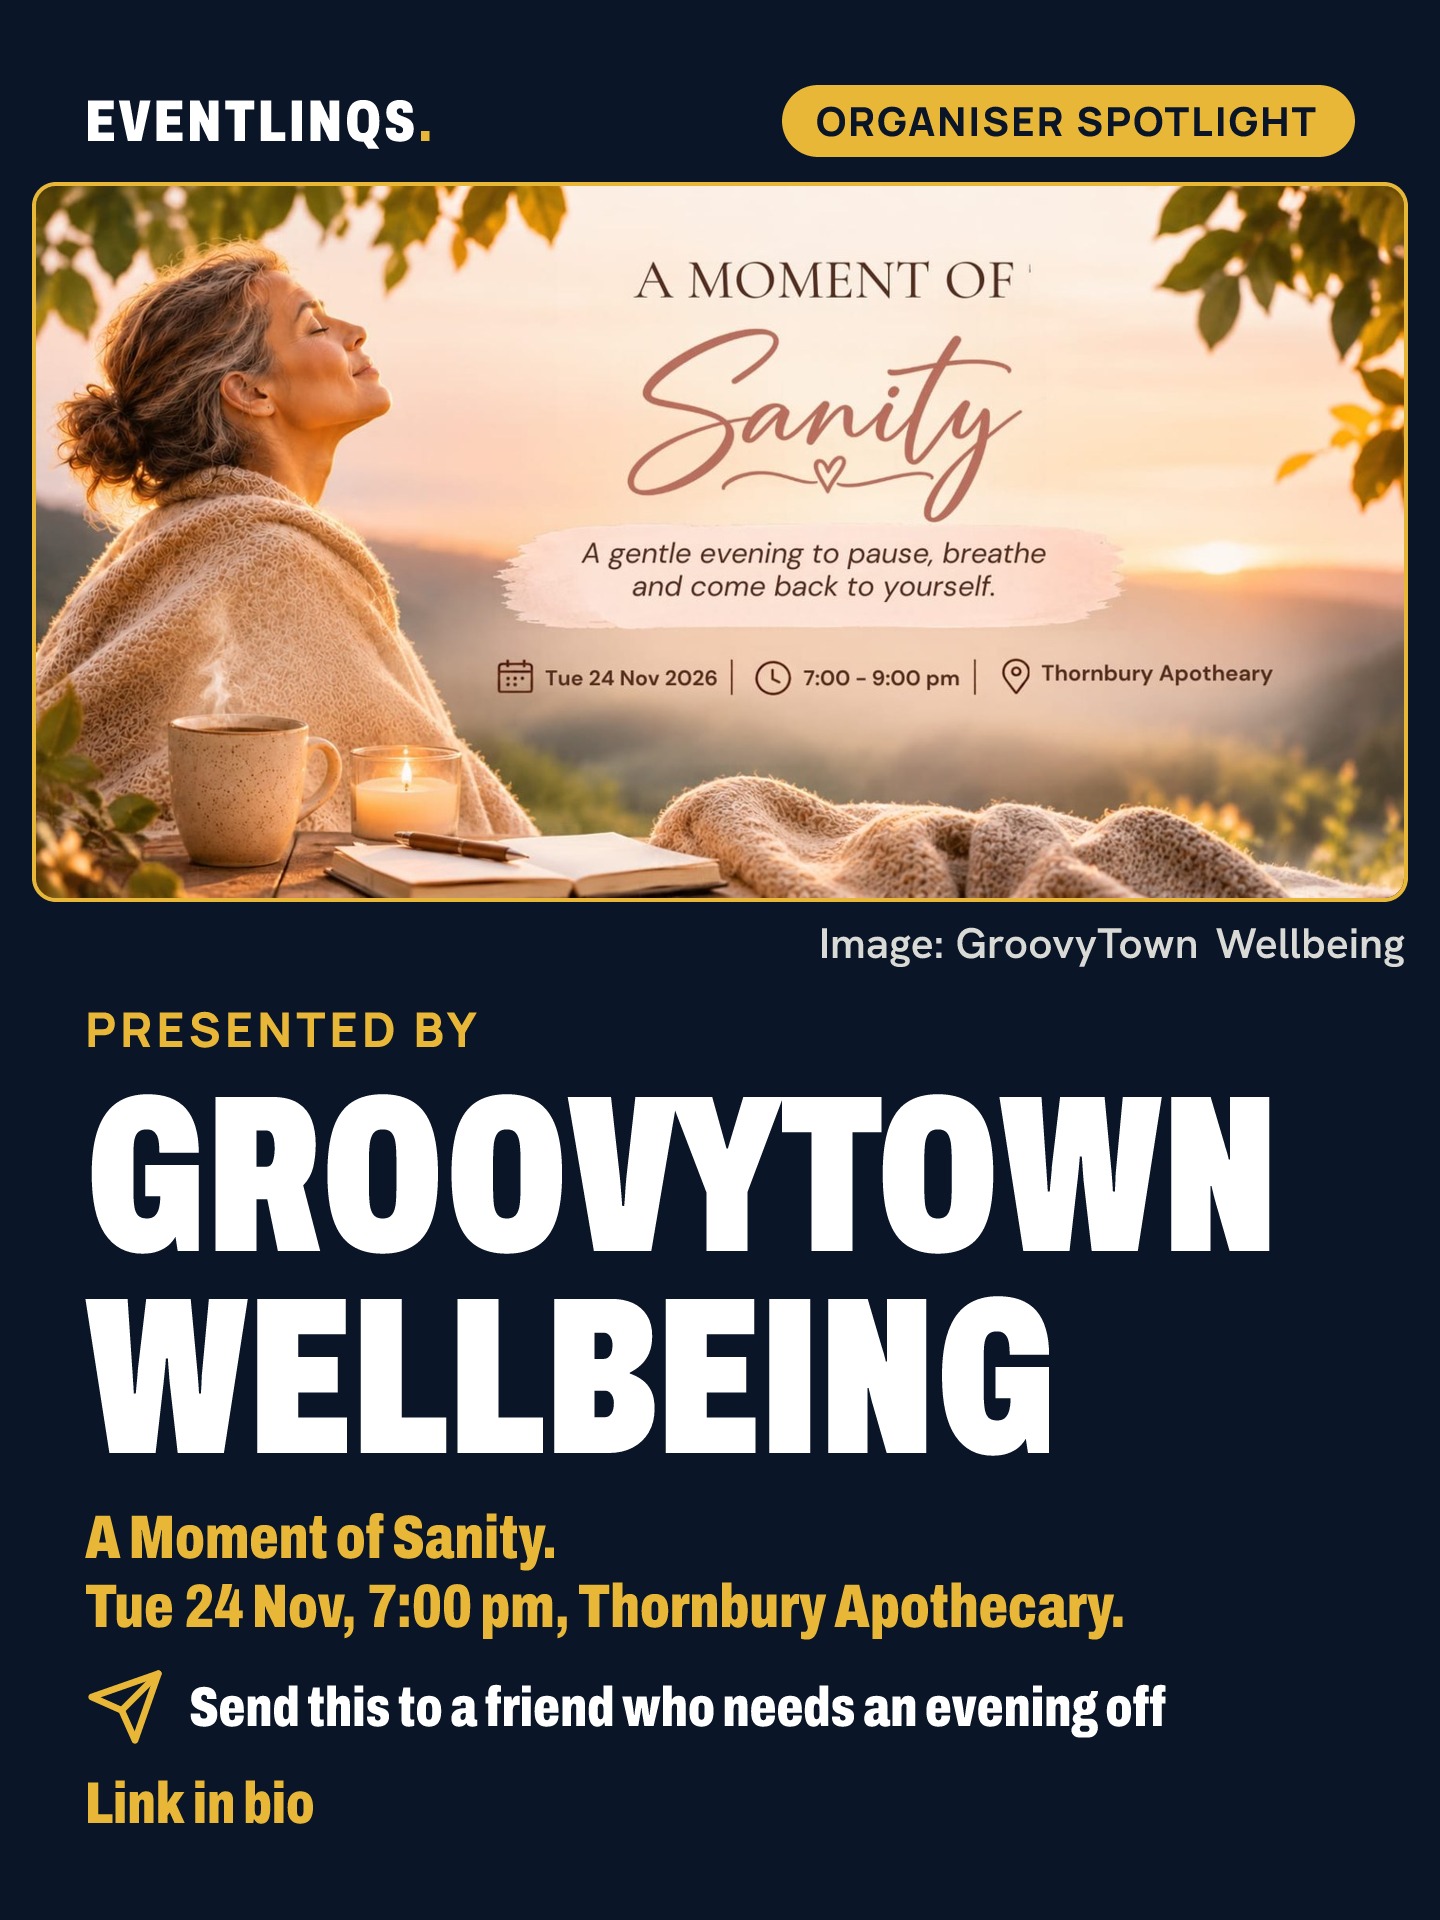 EVENTLINQS.
ORGANISER SPOTLIGHT
A MOMENT OF
Sanity
A gentle evening to pause, breathe
and come back to yourself.
Tue 24 Nov 2026 | 7:00 - 9:00 pm | Thornbury Apotheary
Image: GroovyTown Wellbeing
PRESENTED BY
GROOVYTOWN
WELLBEING
A Moment of Sanity.
Tue 24 Nov, 7:00 pm, Thornbury Apothecary.
Send this to a friend who needs an evening off
Link in bio